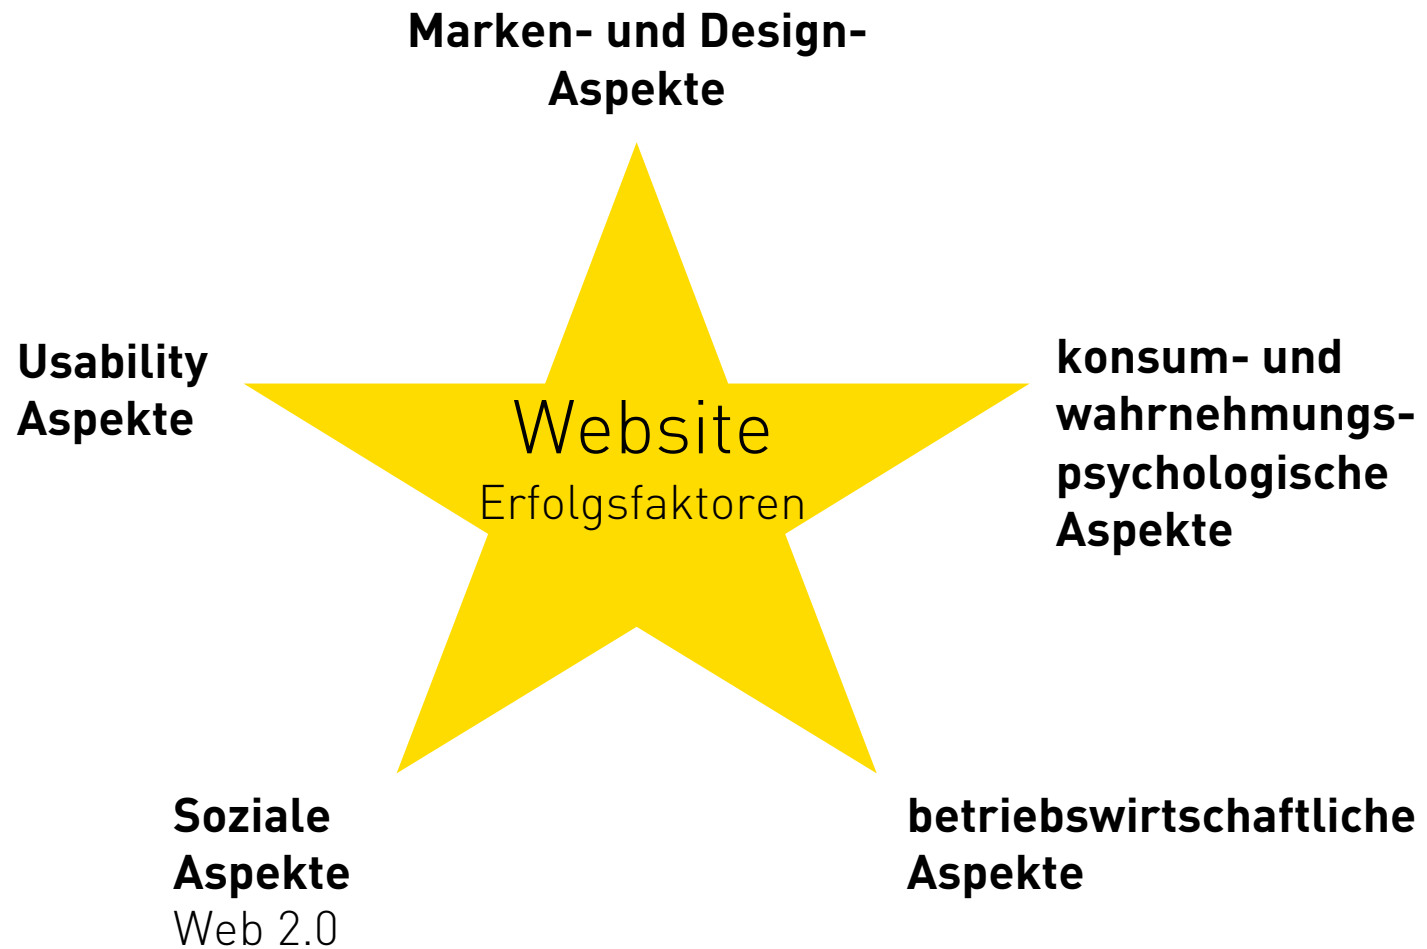 Marken- und Design-
Aspekte
Usability
Aspekte
Website
Erfolgsfaktoren
konsum- und
wahrnehmungs-
psychologische
Aspekte
Soziale
Aspekte
Web 2.0
betriebswirtschaftliche
Aspekte